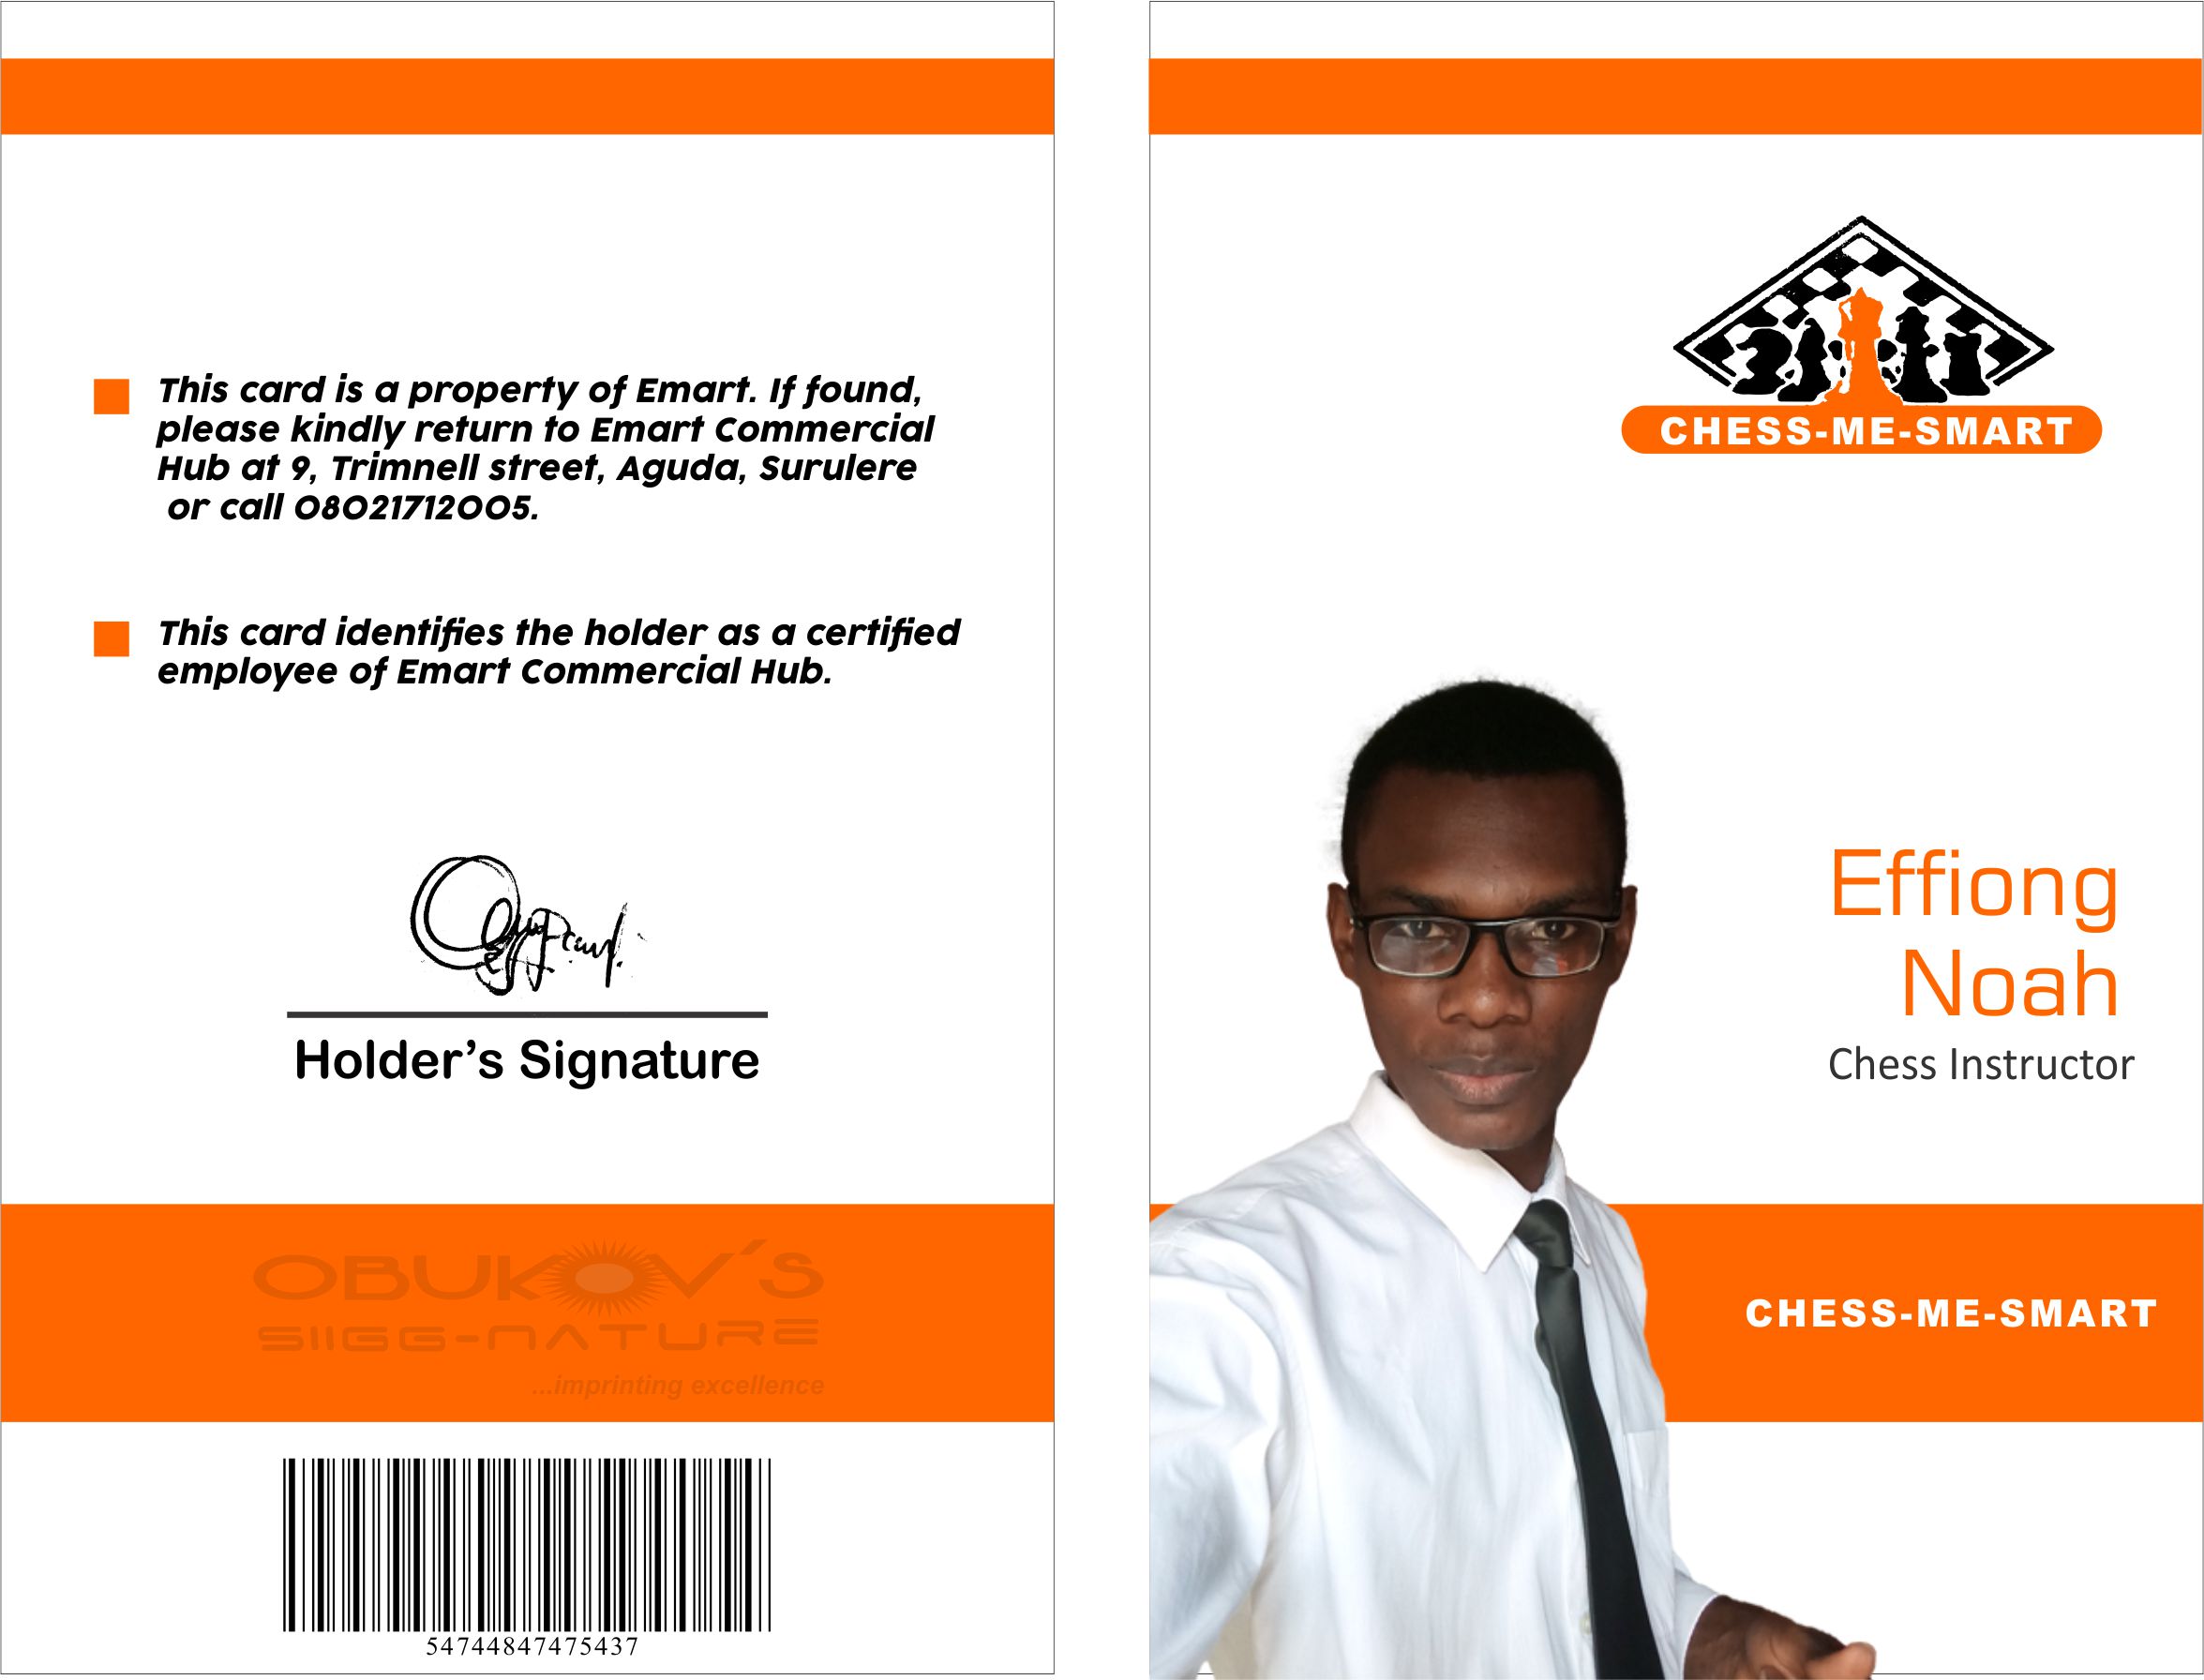 This card is a property of Emart. If found,
please kindly return to Emart Commercial
Hub at 9, Trimnell street, Aguda, Surulere
or call 08021712005.
This card identifies the holder as a certified
employee of Emart Commercial Hub.
Holder’s Signature
OBUKOV´S
SIIGG-NATURE
...imprinting excellence
54744847475437
CHESS-ME-SMART
Effiong
Noah
Chess Instructor
CHESS-ME-SMART